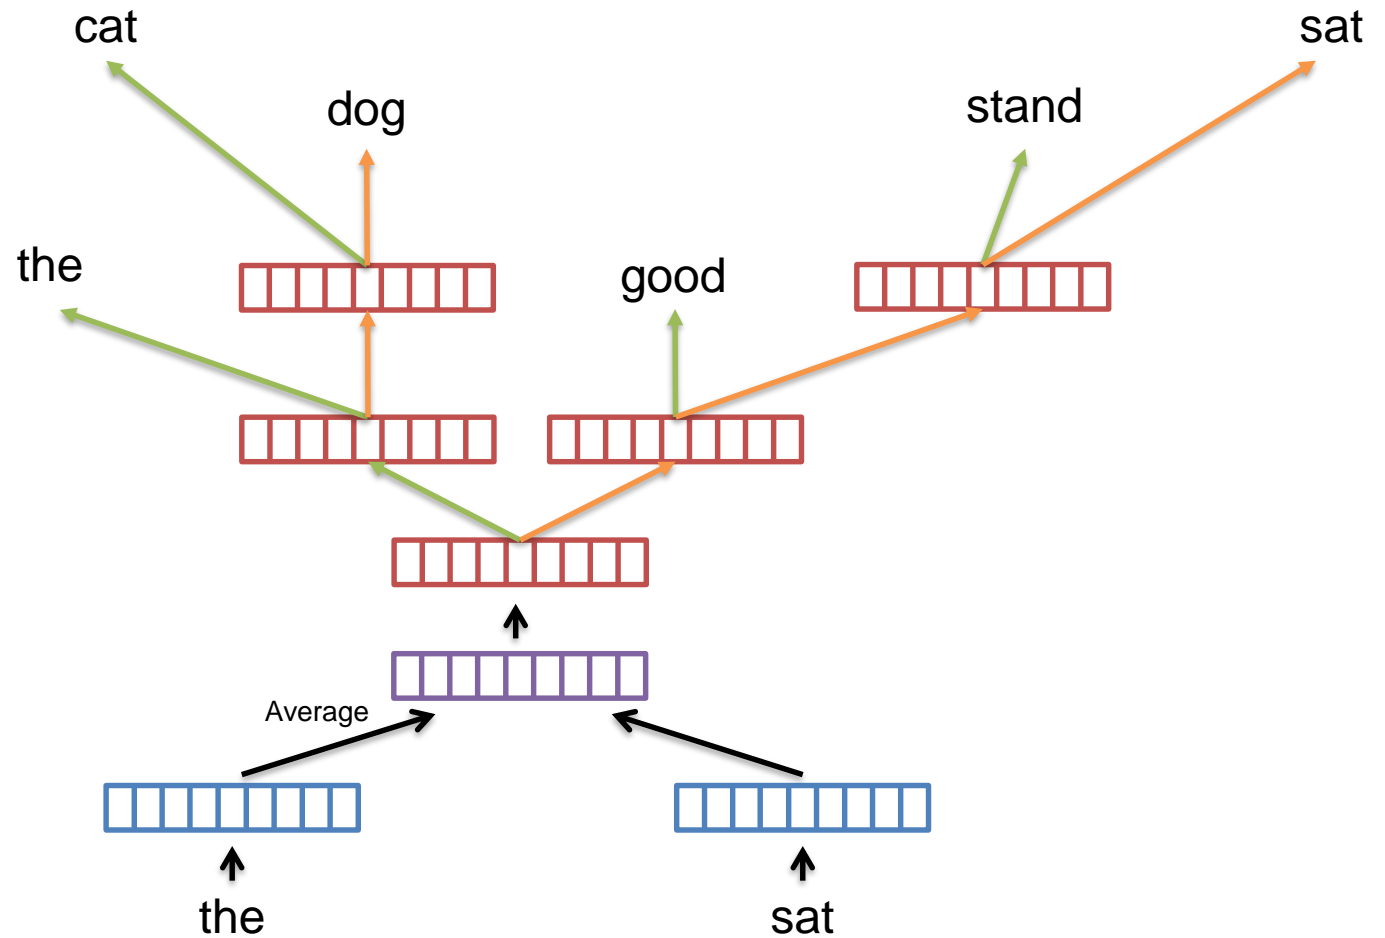 cat
sat
dog
stand
the
good
Average
the
sat